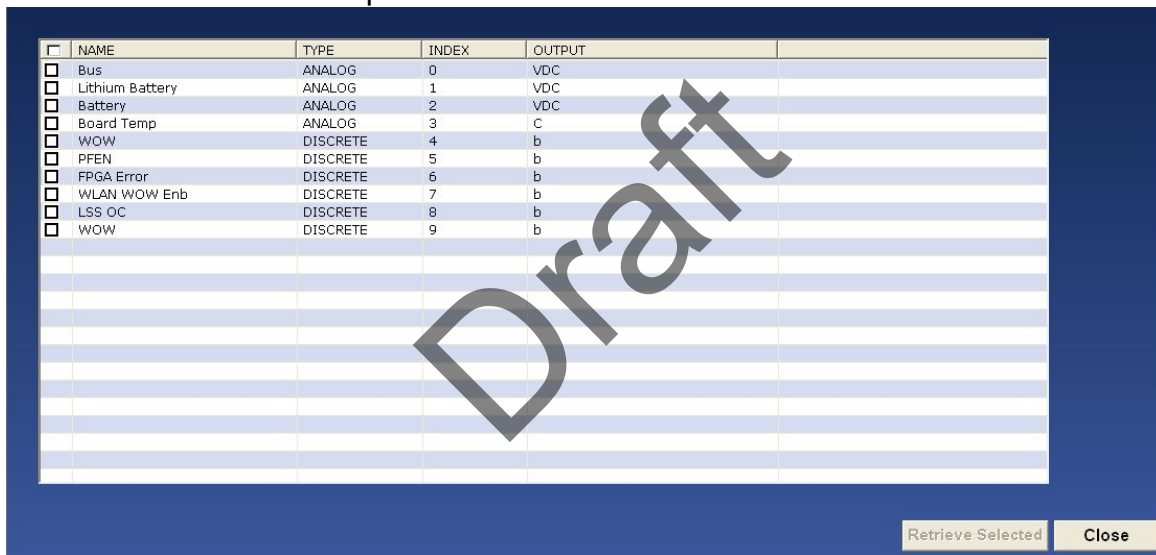 NAME TYPE INDEX OUTPUT
Bus ANALOG 0 VDC
Lithium Battery ANALOG 1 VDC
Battery ANALOG 2 VDC
Board Temp ANALOG 3 C
WOW DISCRETE 4 b
PFEN DISCRETE 5 b
FPGA Error DISCRETE 6 b
WLAN WOW Enb DISCRETE 7 b
LSS OC DISCRETE 8 b
WOW DISCRETE 9 b
Draft
Retrieve Selected Close